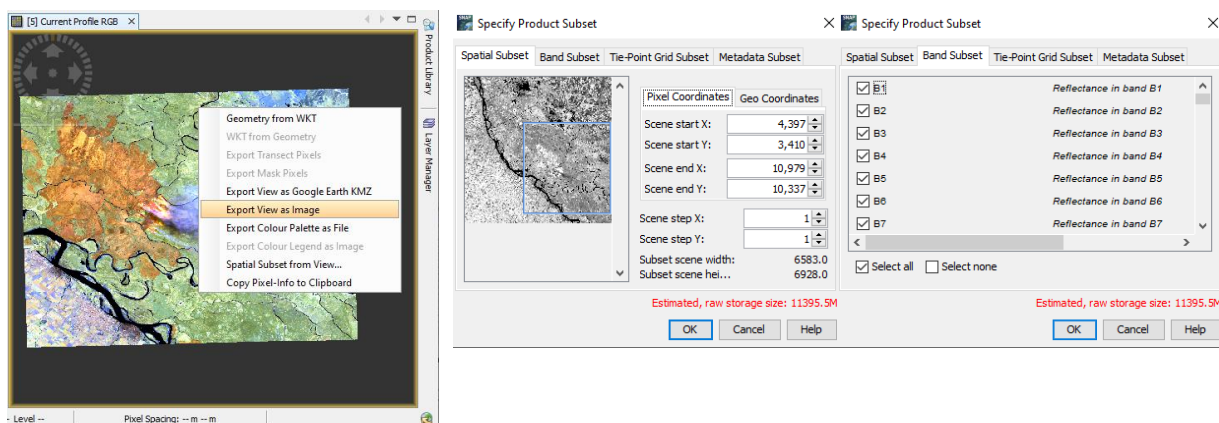 [5] Current Profile RGB
Product Library
Layer Manager
Geometry from WKT
WKT from Geometry
Export Transect Pixels
Export Mask Pixels
Export View as Google Earth KMZ
Export View as Image
Export Colour Palette as File
Export Colour Legend as Image
Spatial Subset from View...
Copy Pixel-Info to Clipboard
- Level --
Pixel Spacing: -- m -- m
SNAP
Specify Product Subset
Spatial Subset Band Subset Tie-Point Grid Subset Metadata Subset
Pixel Coordinates Geo Coordinates
Scene start X: 4,397
Scene start Y: 3,410
Scene end X: 10,979
Scene end Y: 10,337
Scene step X: 1
Scene step Y: 1
Subset scene width: 6583.0
Subset scene hei... 6928.0
Estimated, raw storage size: 11395.5M
OK Cancel Help
SNAP
Specify Product Subset
Spatial Subset Band Subset Tie-Point Grid Subset Metadata Subset
B1 Reflectance in band B1
B2 Reflectance in band B2
B3 Reflectance in band B3
B4 Reflectance in band B4
B5 Reflectance in band B5
B6 Reflectance in band B6
B7 Reflectance in band B7
Select all Select none
Estimated, raw storage size: 11395.5M
OK Cancel Help